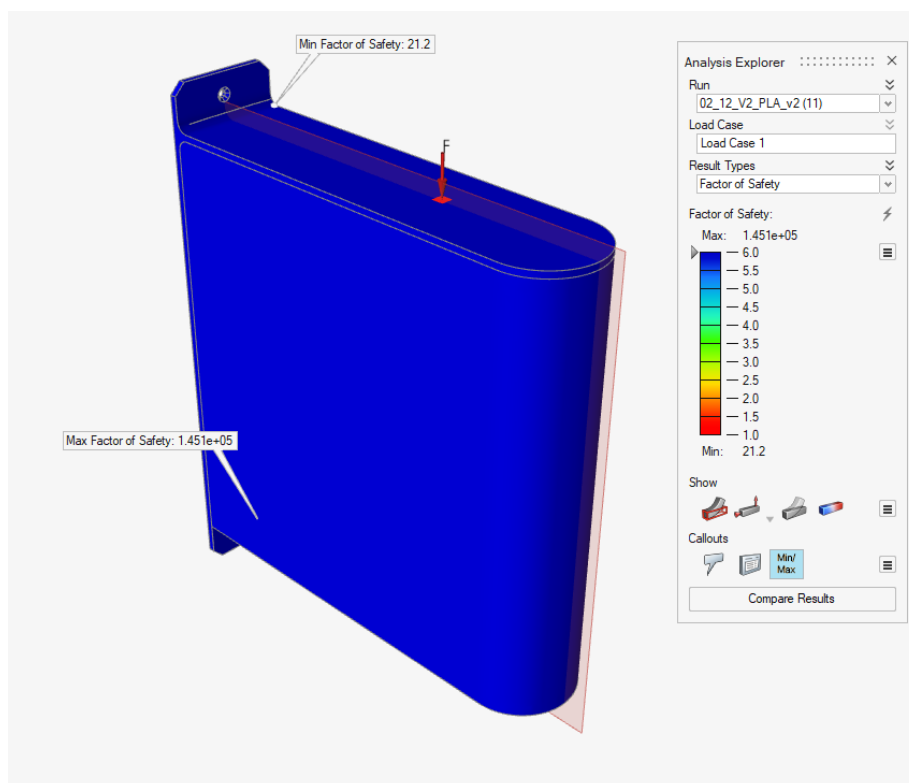 Min Factor of Safety: 21.2
F
Max Factor of Safety: 1.451e+05
Analysis Explorer
Run
02_12_V2_PLA_v2 (11)
Load Case
Load Case 1
Result Types
Factor of Safety
Factor of Safety:
Max: 1.451e+05
6.0
5.5
5.0
4.5
4.0
3.5
3.0
2.5
2.0
1.5
1.0
Min: 21.2
Show
Callouts
Min/
Max
Compare Results